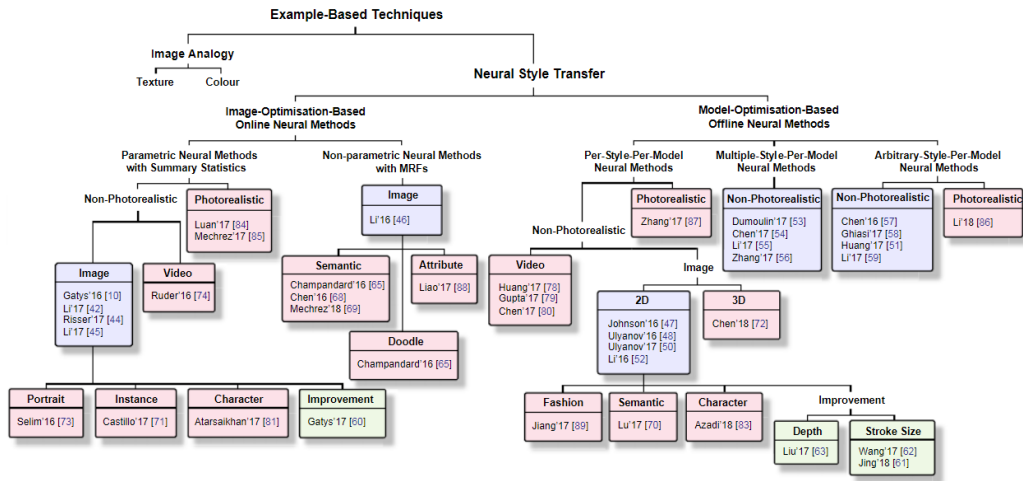 Example-Based Techniques
Image Analogy
Texture
Colour
Neural Style Transfer
Image-Optimisation-Based
Online Neural Methods
Model-Optimisation-Based
Offline Neural Methods
Parametric Neural Methods
with Summary Statistics
Non-parametric Neural Methods
with MRFs
Per-Style-Per-Model
Neural Methods
Multiple-Style-Per-Model
Neural Methods
Arbitrary-Style-Per-Model
Neural Methods
Non-Photorealistic
Photorealistic
Luan'17 [84]
Mechrez'17 [85]
Image
Li'16 [46]
Photorealistic
Zhang'17 [87]
Non-Photorealistic
Dumoulin'17 [53]
Chen'17 [54]
Li'17 [55]
Zhang'17 [56]
Non-Photorealistic
Chen'16 [57]
Ghiasi'17 [58]
Huang'17 [51]
Li'17 [59]
Photorealistic
Li'18 [86]
Non-Photorealistic
Image
Gatys'16 [10]
Li'17 [42]
Risser'17 [44]
Li'17 [45]
Video
Ruder'16 [74]
Semantic
Champandard'16 [65]
Chen'16 [68]
Mechrez'18 [69]
Attribute
Liao'17 [88]
Video
Huang'17 [78]
Gupta'17 [79]
Chen'17 [80]
Image
2D
Johnson'16 [47]
Ulyanov'16 [48]
Ulyanov'17 [50]
Li'16 [52]
3D
Chen'18 [72]
Doodle
Champandard'16 [65]
Portrait
Selim'16 [73]
Instance
Castillo'17 [71]
Character
Atarsaikhan'17 [81]
Improvement
Gatys'17 [60]
Fashion
Jiang'17 [89]
Semantic
Lu'17 [70]
Character
Azadi'18 [83]
Improvement
Depth
Liu'17 [63]
Stroke Size
Wang'17 [62]
Jing'18 [61]